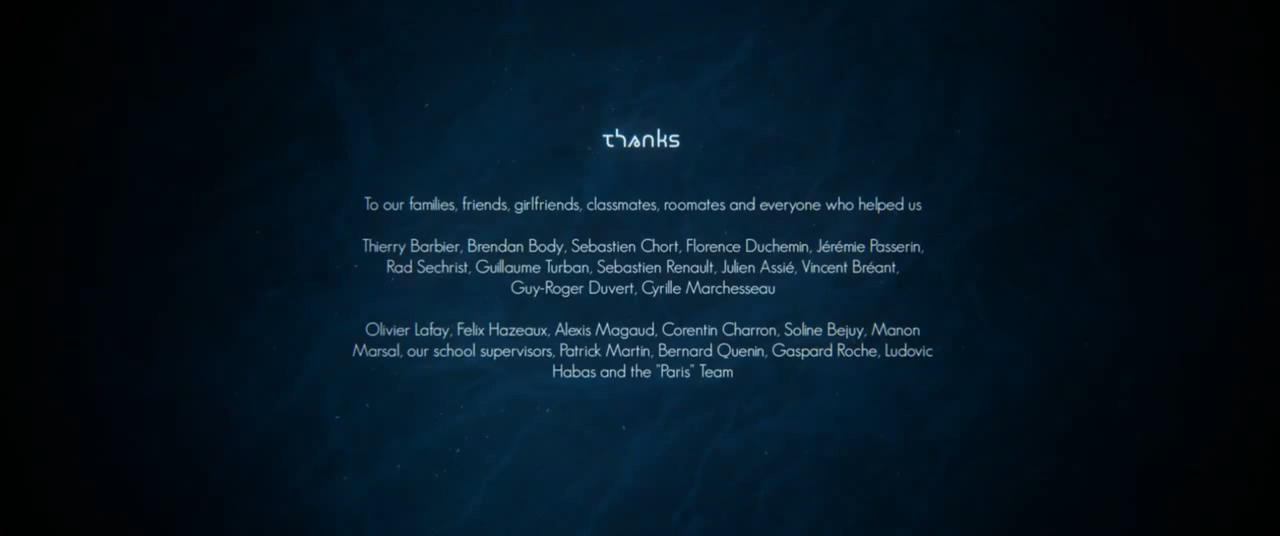 thanks
To our families, friends, girlfriends, classmates, roomates and everyone who helped us
Thierry Barbier, Brendan Body, Sebastien Chort, Florence Duchemin, Jérémie Passerin,
Rad Sechrist, Guillaume Turban, Sebastien Renault, Julien Assié, Vincent Bréant,
Guy-Roger Duvert, Cyrille Marchesseau
Olivier Lafay, Felix Hazeaux, Alexis Magaud, Corentin Charron, Soline Bejuy, Manon
Marsal, our school supervisors, Patrick Martin, Bernard Quenin, Gaspard Roche, Ludovic
Habas and the "Paris" Team